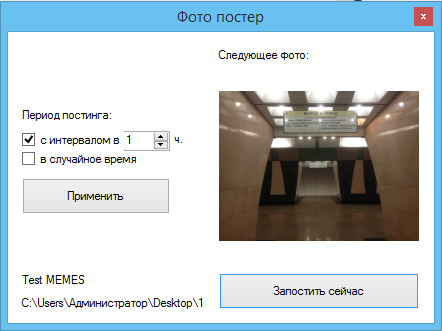 Фото постер
Следующее фото:
Период постинга:
с интервалом в 1 ч.
в случайное время
Применить
Test MEMES
C:\Users\Администратор\Desktop\1
Запостить сейчас